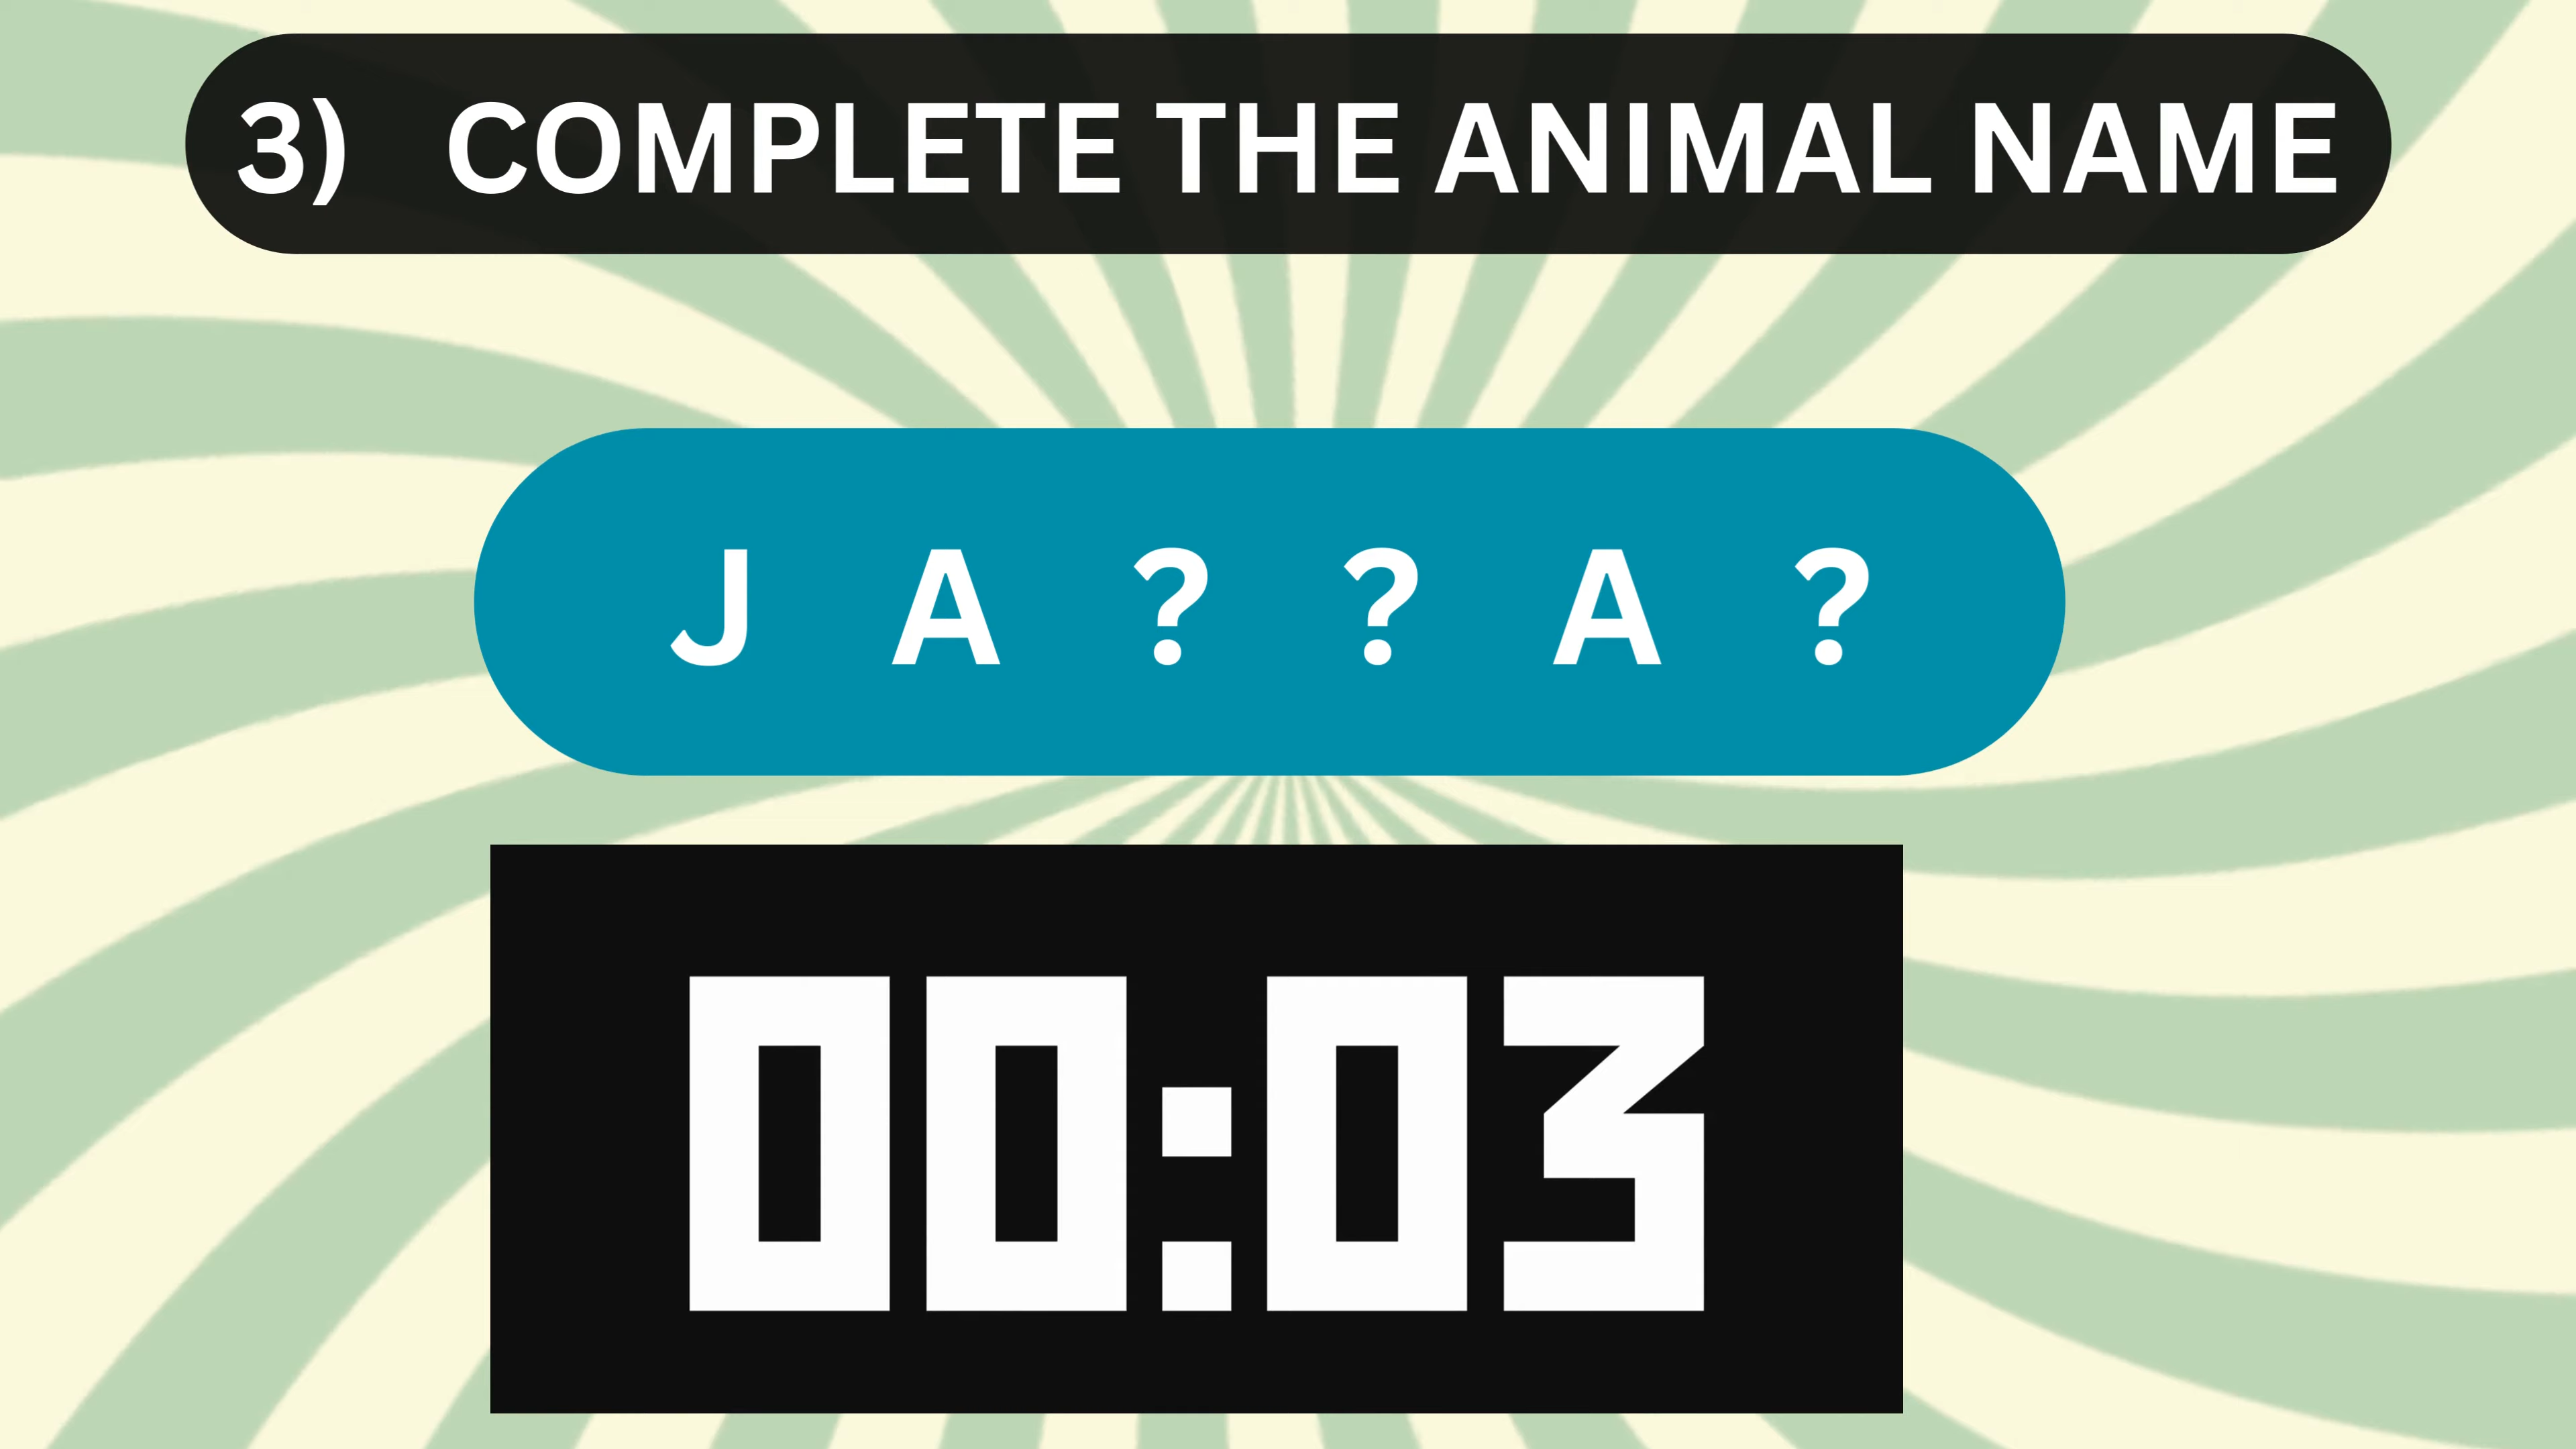 3) COMPLETE THE ANIMAL NAME
J A ? ? A ?
00:03